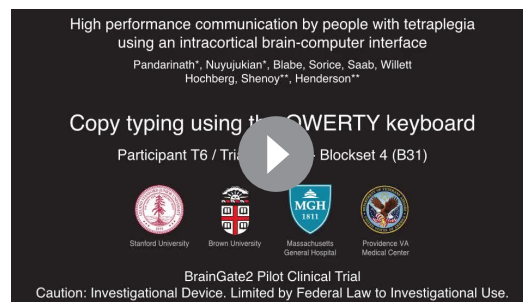 High performance communication by people with tetraplegia
using an intracortical brain-computer interface
Pandarinath*, Nuyujukian*, Blabe, Sorice, Saab, Willett
Hochberg, Shenoy**, Henderson**
Copy typing using the QWERTY keyboard
Participant T6 / - Blockset 4 (B31)
MGH
1811
Stanford University
Brown University
Massachusetts
General Hospital
Providence VA
Medical Center
BrainGate2 Pilot Clinical Trial
Caution: Investigational Device. Limited by Federal Law to Investigational Use.